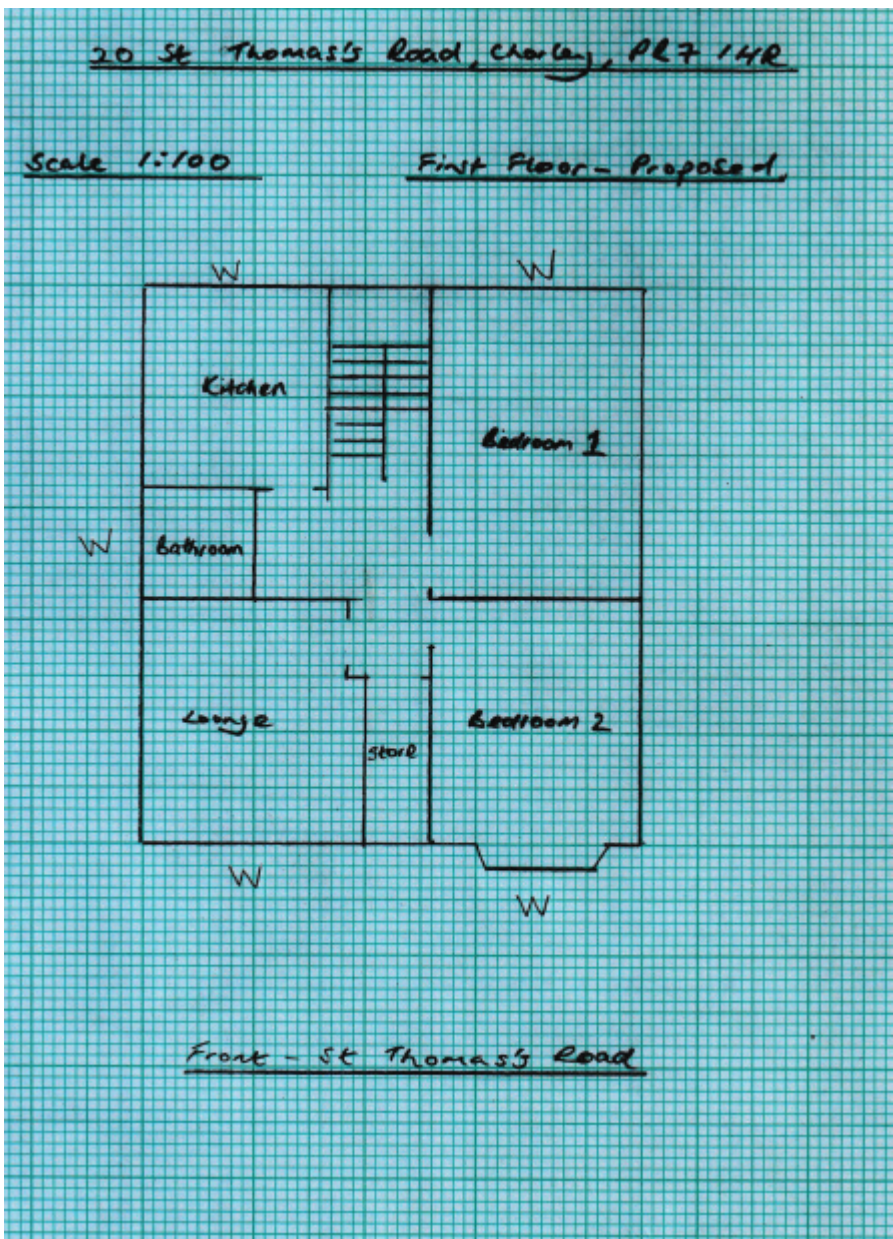 20 St Thomas's Road, Chorley, PR7 1HR
Scale 1:100
First Floor - Proposed.
W
W
Kitchen
Bedroom 1
W
Bathroom
Lounge
Store
Bedroom 2
W
W
Front - St Thomas's Road